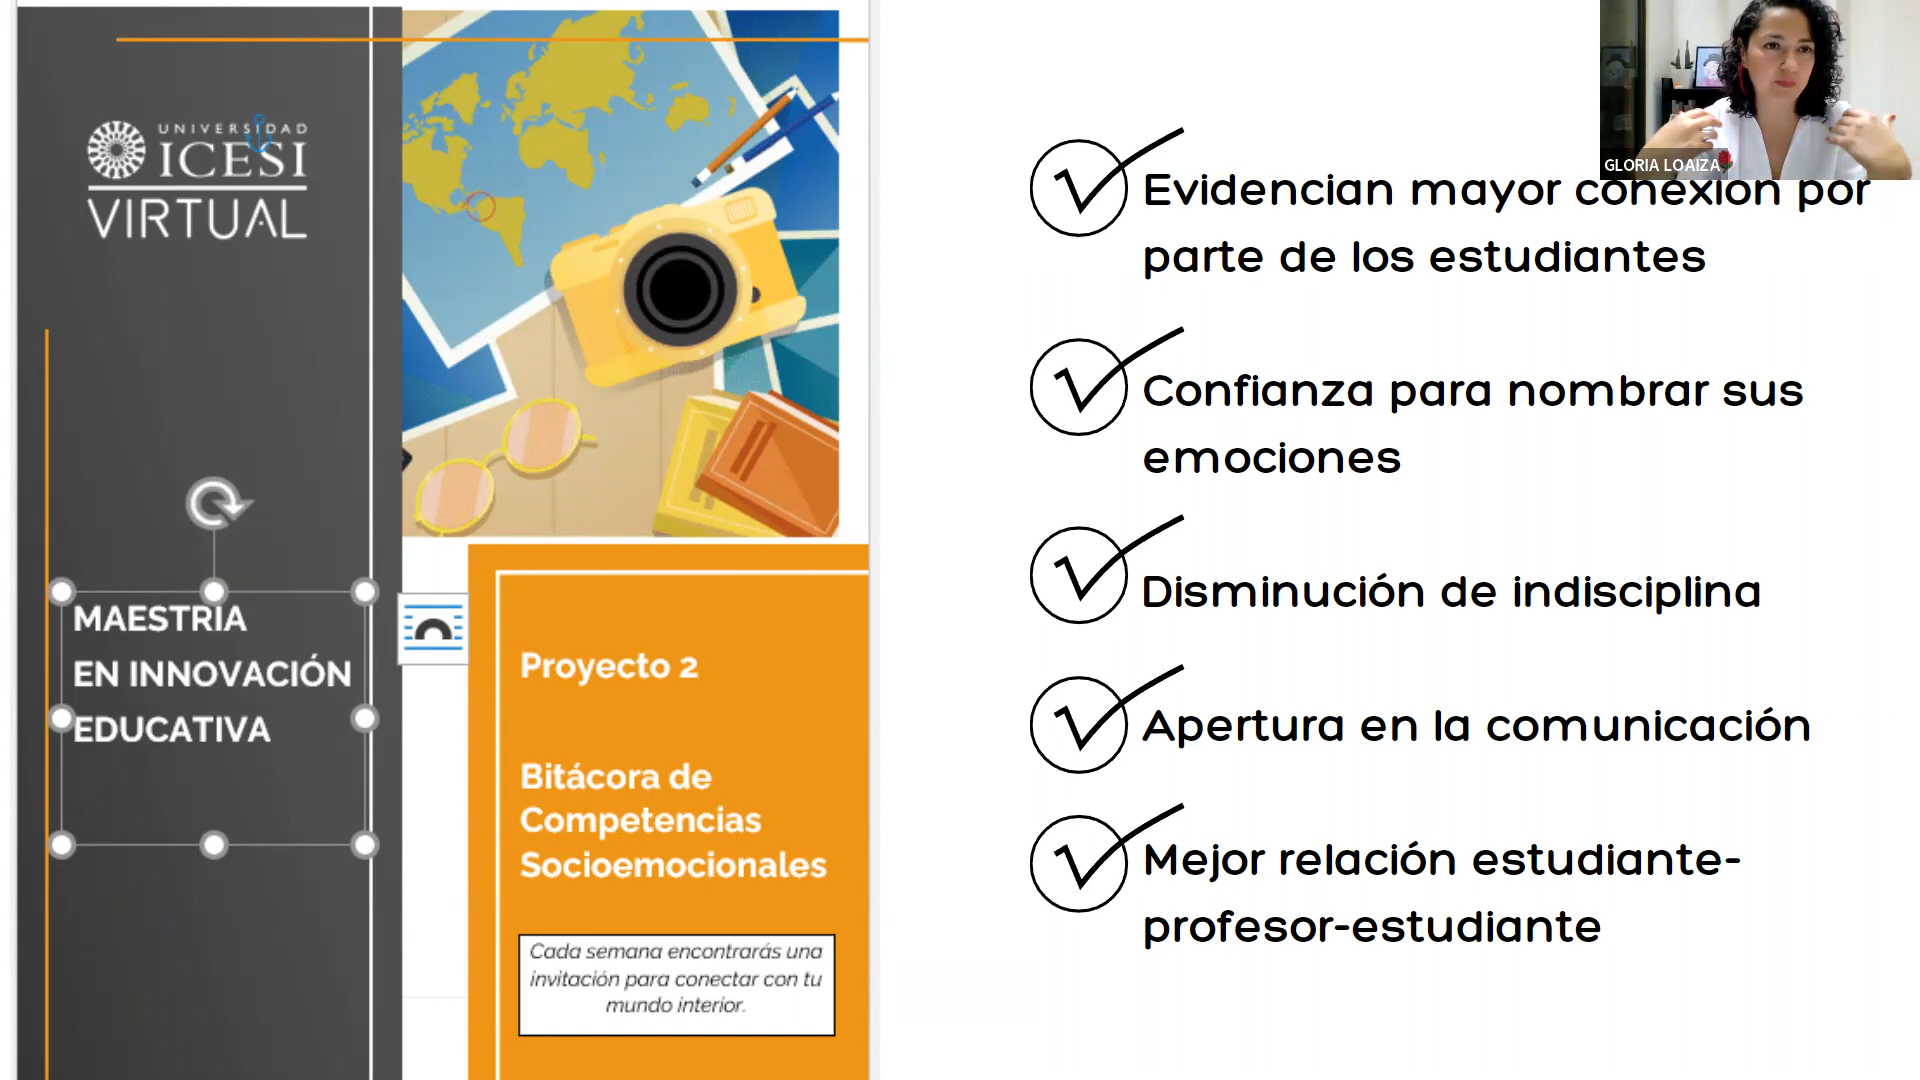 UNIVERSIDAD
ICESI
VIRTUAL
MAESTRIA
EN INNOVACIÓN
EDUCATIVA
Proyecto 2
Bitácora de
Competencias
Socioemocionales
Cada semana encontrarás una
invitación para conectar con tu
mundo interior.
GLORIA LOAIZA
Evidencian mayor conexión por
parte de los estudiantes
Confianza para nombrar sus
emociones
Disminución de indisciplina
Apertura en la comunicación
Mejor relación estudiante-
profesor-estudiante